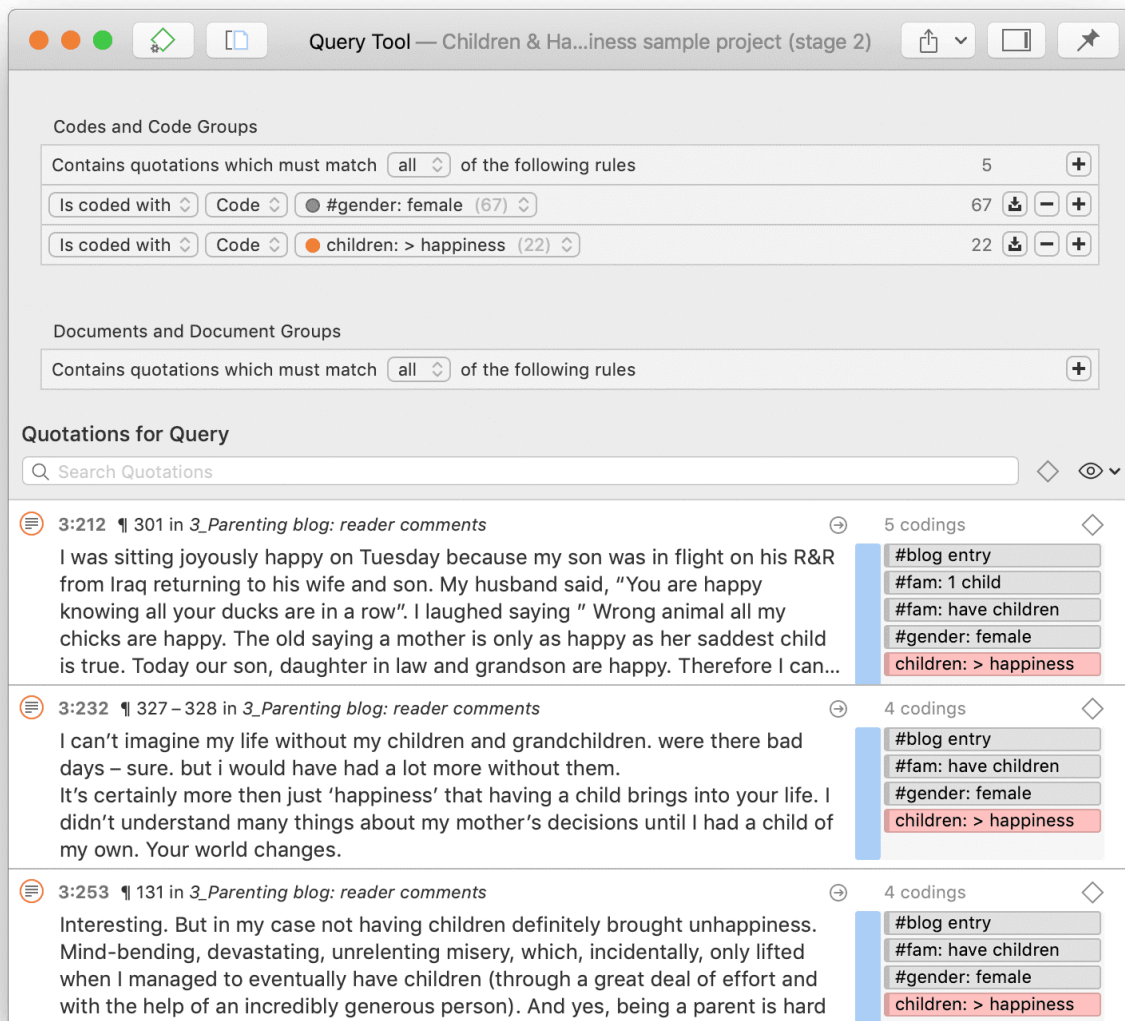 Query Tool — Children & Ha...iness sample project (stage 2)
Codes and Code Groups
Contains quotations which must match all of the following rules 5
Is coded with Code #gender: female (67) 67
Is coded with Code children: > happiness (22) 22
Documents and Document Groups
Contains quotations which must match all of the following rules
Quotations for Query
Search Quotations
3:212 ¶ 301 in 3_Parenting blog: reader comments 5 codings
I was sitting joyously happy on Tuesday because my son was in flight on his R&R
from Iraq returning to his wife and son. My husband said, “You are happy
knowing all your ducks are in a row”. I laughed saying ” Wrong animal all my
chicks are happy. The old saying a mother is only as happy as her saddest child
is true. Today our son, daughter in law and grandson are happy. Therefore I can...
#blog entry
#fam: 1 child
#fam: have children
#gender: female
children: > happiness
3:232 ¶ 327 – 328 in 3_Parenting blog: reader comments 4 codings
I can’t imagine my life without my children and grandchildren. were there bad
days – sure. but i would have had a lot more without them.
It’s certainly more then just ‘happiness’ that having a child brings into your life. I
didn’t understand many things about my mother’s decisions until I had a child of
my own. Your world changes.
#blog entry
#fam: have children
#gender: female
children: > happiness
3:253 ¶ 131 in 3_Parenting blog: reader comments 4 codings
Interesting. But in my case not having children definitely brought unhappiness.
Mind-bending, devastating, unrelenting misery, which, incidentally, only lifted
when I managed to eventually have children (through a great deal of effort and
with the help of an incredibly generous person). And yes, being a parent is hard
#blog entry
#fam: have children
#gender: female
children: > happiness